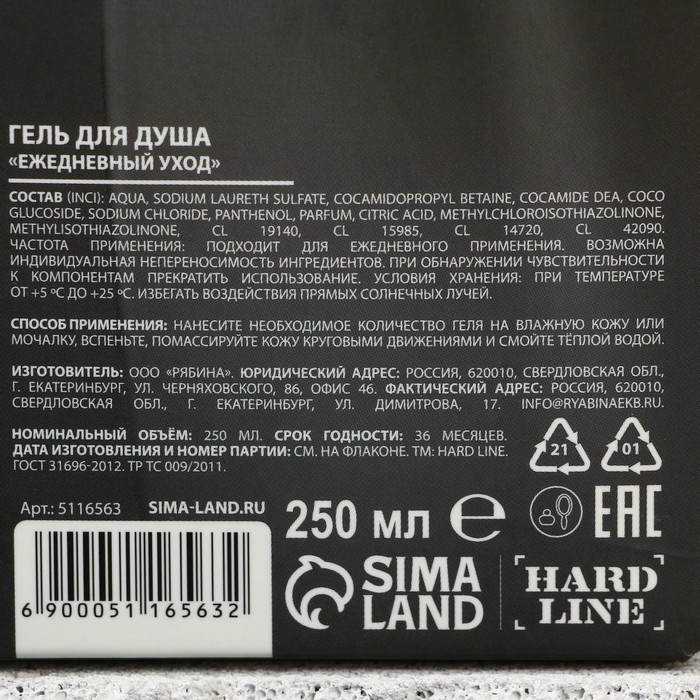 ГЕЛЬ ДЛЯ ДУША
«ЕЖЕДНЕВНЫЙ УХОД»
СОСТАВ (INCI): AQUA, SODIUM LAURETH SULFATE, COCAMIDOPROPYL BETAINE, COCAMIDE DEA, COCO
GLUCOSIDE, SODIUM CHLORIDE, PANTHENOL, PARFUM, CITRIC ACID, METHYLCHLOROISOTHIAZOLINONE,
METHYLISOTHIAZOLINONE, CL 19140, CL 15985, CL 14720, CL 42090.
ЧАСТОТА ПРИМЕНЕНИЯ: ПОДХОДИТ ДЛЯ ЕЖЕДНЕВНОГО ПРИМЕНЕНИЯ. ВОЗМОЖНА
ИНДИВИДУАЛЬНАЯ НЕПЕРЕНОСИМОСТЬ ИНГРЕДИЕНТОВ. ПРИ ОБНАРУЖЕНИИ ЧУВСТВИТЕЛЬНОСТИ
К КОМПОНЕНТАМ ПРЕКРАТИТЬ ИСПОЛЬЗОВАНИЕ. УСЛОВИЯ ХРАНЕНИЯ: ПРИ ТЕМПЕРАТУРЕ
ОТ +5 ºС ДО +25 ºС. ИЗБЕГАТЬ ВОЗДЕЙСТВИЯ ПРЯМЫХ СОЛНЕЧНЫХ ЛУЧЕЙ.
СПОСОБ ПРИМЕНЕНИЯ: НАНЕСИТЕ НЕОБХОДИМОЕ КОЛИЧЕСТВО ГЕЛЯ НА ВЛАЖНУЮ КОЖУ ИЛИ
МОЧАЛКУ, ВСПЕНЬТЕ, ПОМАССИРУЙТЕ КОЖУ КРУГОВЫМИ ДВИЖЕНИЯМИ И СМОЙТЕ ТЁПЛОЙ ВОДОЙ.
ИЗГОТОВИТЕЛЬ: ООО «РЯБИНА». ЮРИДИЧЕСКИЙ АДРЕС: РОССИЯ, 620010, СВЕРДЛОВСКАЯ ОБЛ.,
Г. ЕКАТЕРИНБУРГ, УЛ. ЧЕРНЯХОВСКОГО, 86, ОФИС 46. ФАКТИЧЕСКИЙ АДРЕС: РОССИЯ, 620010,
СВЕРДЛОВСКАЯ ОБЛ., Г. ЕКАТЕРИНБУРГ, УЛ. ДИМИТРОВА, 17. INFO@RYABINAEKB.RU.
НОМИНАЛЬНЫЙ ОБЪЁМ: 250 МЛ. СРОК ГОДНОСТИ: 36 МЕСЯЦЕВ.
ДАТА ИЗГОТОВЛЕНИЯ И НОМЕР ПАРТИИ: СМ. НА ФЛАКОНЕ. ТМ: HARD LINE.
ГОСТ 31696-2012. ТР ТС 009/2011.
21 01
Арт.: 5116563 SIMA-LAND.RU
250 МЛ ℮ EAC
6 900051 165632
SIMA
LAND
HARD
LINE